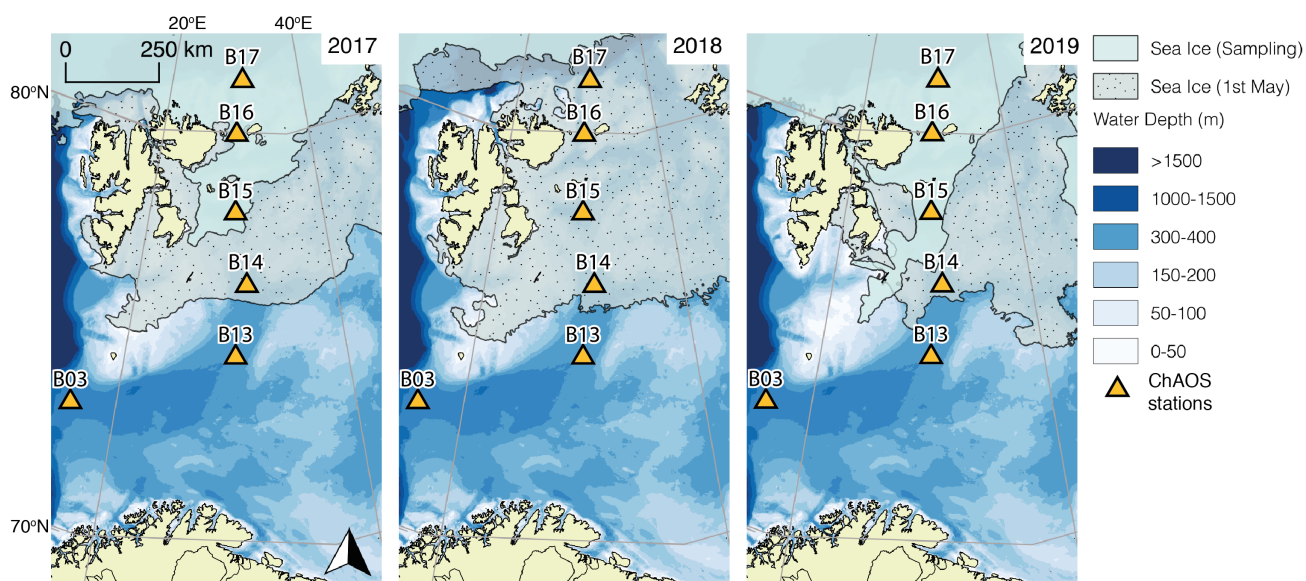 20ºE
40ºE
0
250 km
2017
2018
2019
80ºN
70ºN
B17
B16
B15
B14
B13
B03
B17
B16
B15
B14
B13
B03
B17
B16
B15
B14
B13
B03
Sea Ice (Sampling)
Sea Ice (1st May)
Water Depth (m)
>1500
1000-1500
300-400
150-200
50-100
0-50
ChAOS
stations